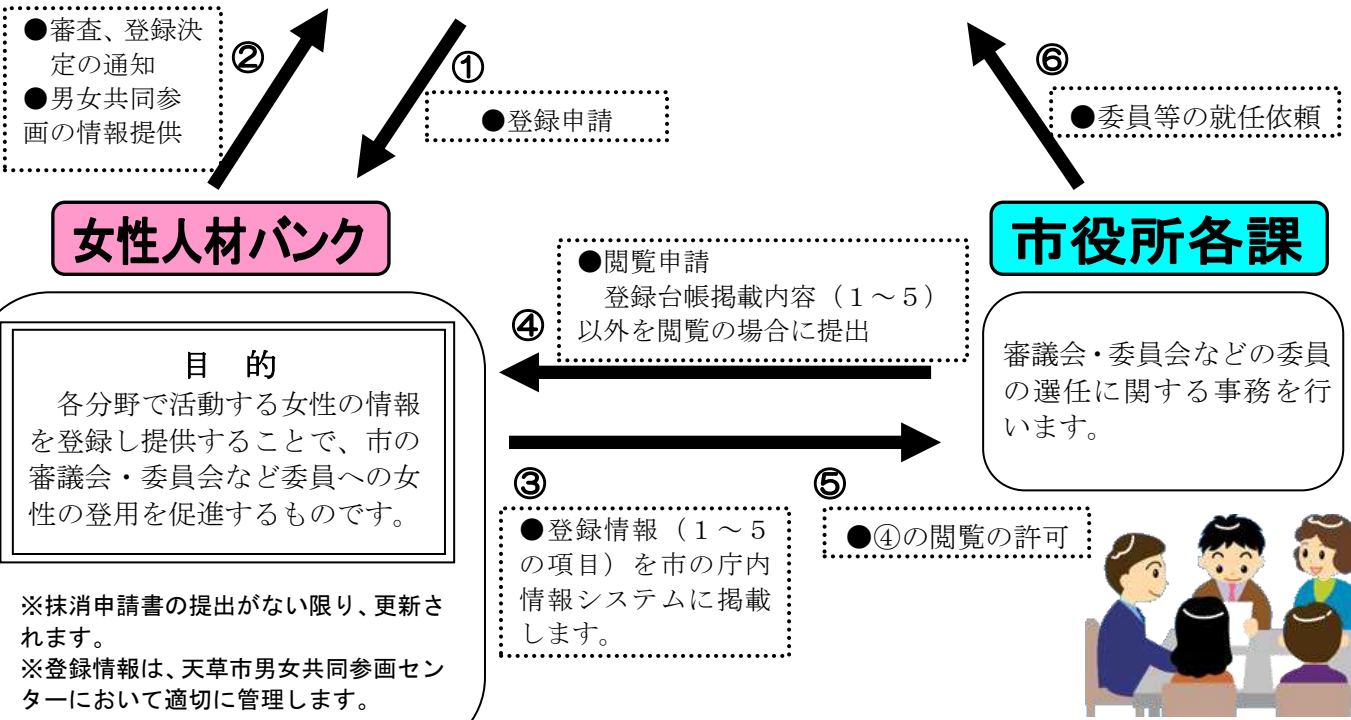 ●審査、登録決
定の通知
●男女共同参
画の情報提供
②
①
●登録申請
⑥
●委員等の就任依頼
女性人材バンク
市役所各課
目　的
各分野で活動する女性の情報
を登録し提供することで、市の
審議会・委員会など委員への女
性の登用を促進するものです。
※抹消申請書の提出がない限り、更新さ
れます。
※登録情報は、天草市男女共同参画セン
ターにおいて適切に管理します。
④
●閲覧申請
登録台帳掲載内容（１～５）
以外を閲覧の場合に提出
③
●登録情報（１～５
の項目）を市の庁内
情報システムに掲載
します。
⑤
●④の閲覧の許可
審議会・委員会などの委員
の選任に関する事務を行
います。